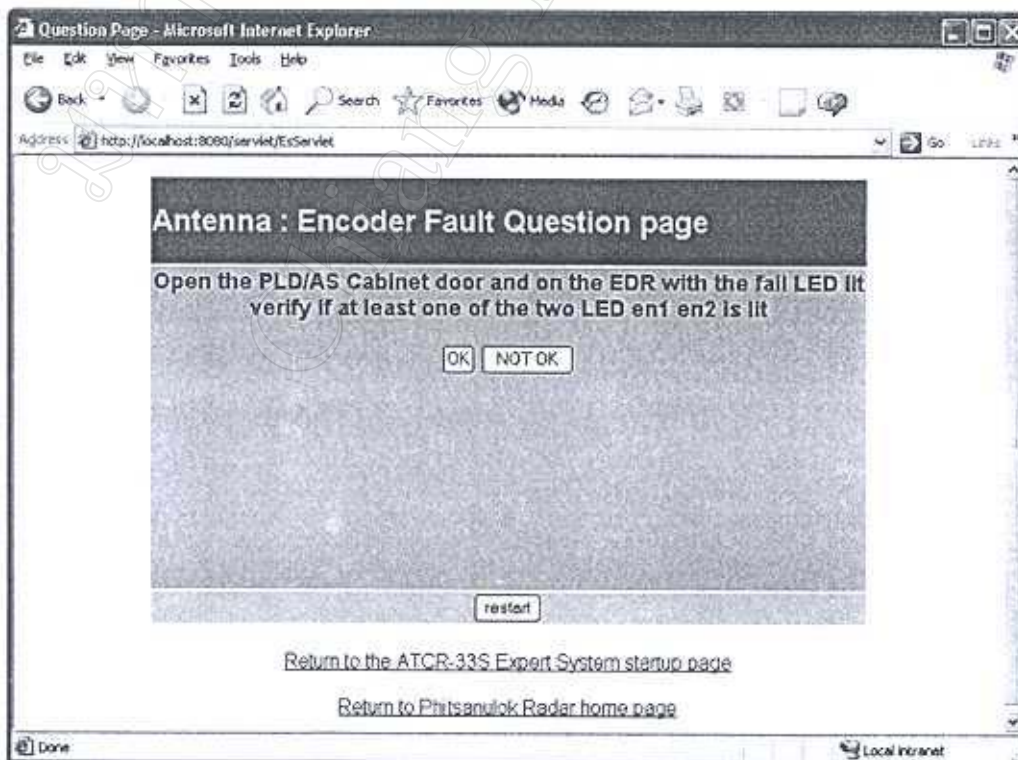 Question Page - Microsoft Internet Explorer
File Edit View Favorites Tools Help
Back Search Favorites Media
Address http://localhost:8080/servlet/EsServlet Go Links »
Antenna : Encoder Fault Question page
Open the PLD/AS Cabinet door and on the EDR with the fail LED lit
verify if at least one of the two LED en1 en2 is lit
OK NOT OK
restart
Return to the ATCR-33S Expert System startup page
Return to Phitsanulok Radar home page
Done Local intranet